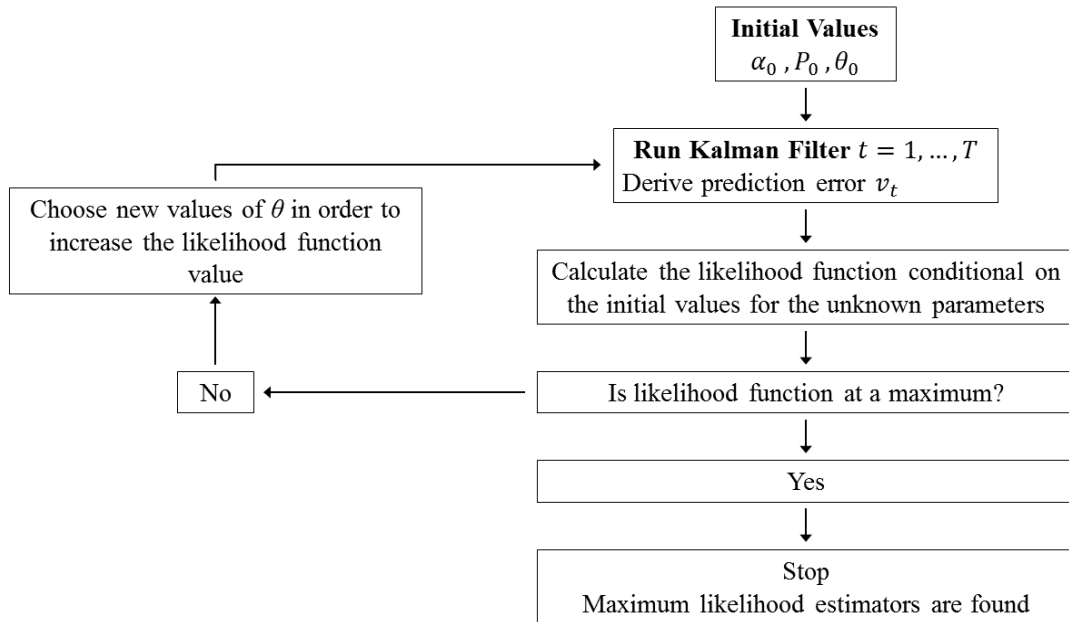 Initial Values
α₀ , P₀ , θ₀
Run Kalman Filter t = 1, … , T
Derive prediction error vₜ
Choose new values of θ in order to
increase the likelihood function
value
Calculate the likelihood function conditional on
the initial values for the unknown parameters
No
Is likelihood function at a maximum?
Yes
Stop
Maximum likelihood estimators are found